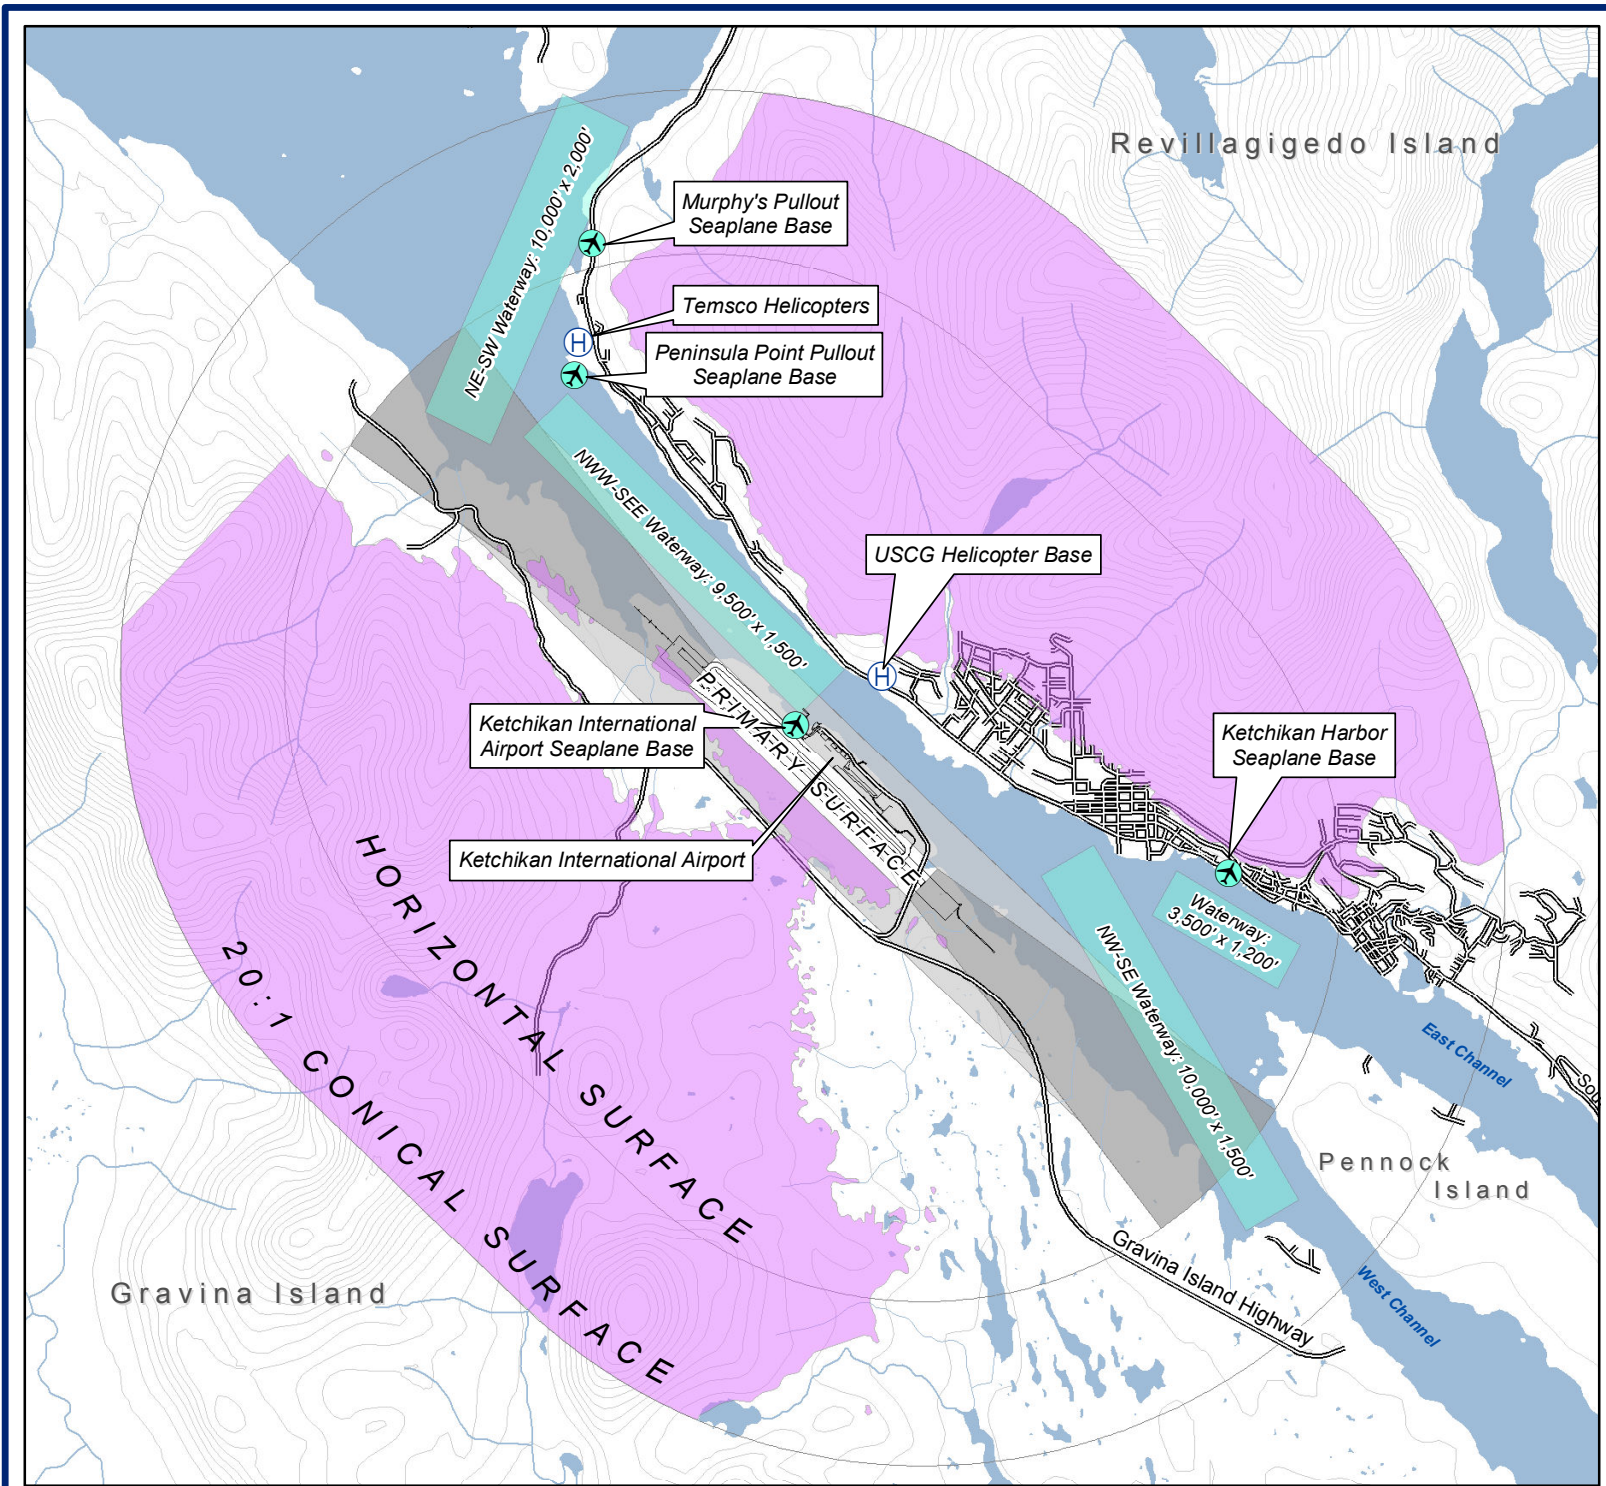 Revillagigedo Island
NE-SW Waterway: 10,000' x 2,000'
Murphy's Pullout
Seaplane Base
Temsco Helicopters
H
Peninsula Point Pullout
Seaplane Base
NWW-SEE Waterway: 9,500' x 1,500'
USCG Helicopter Base
H
PRIMARY SURFACE
Ketchikan International
Airport Seaplane Base
Ketchikan Harbor
Seaplane Base
Ketchikan International Airport
HORIZONTAL SURFACE
20:1 CONICAL SURFACE
Waterway:
3,500' x 1,200'
NW-SE Waterway: 10,000' x 1,500'
East Channel
Sou
Pennock
Island
Gravina Island
Gravina Island Highway
West Channel